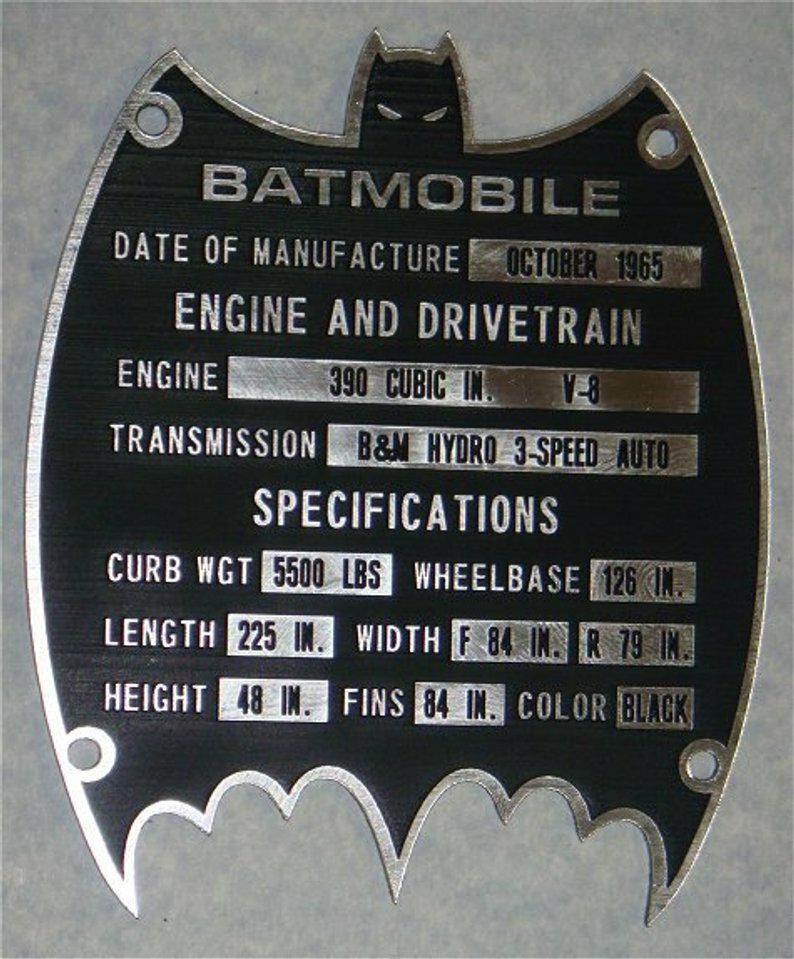 BATMOBILE
DATE OF MANUFACTURE OCTOBER 1965
ENGINE AND DRIVETRAIN
ENGINE 390 CUBIC IN. V-8
TRANSMISSION B&M HYDRO 3-SPEED AUTO
SPECIFICATIONS
CURB WGT 5500 LBS WHEELBASE 126 IN.
LENGTH 225 IN. WIDTH F 84 IN. R 79 IN.
HEIGHT 48 IN. FINS 84 IN. COLOR BLACK